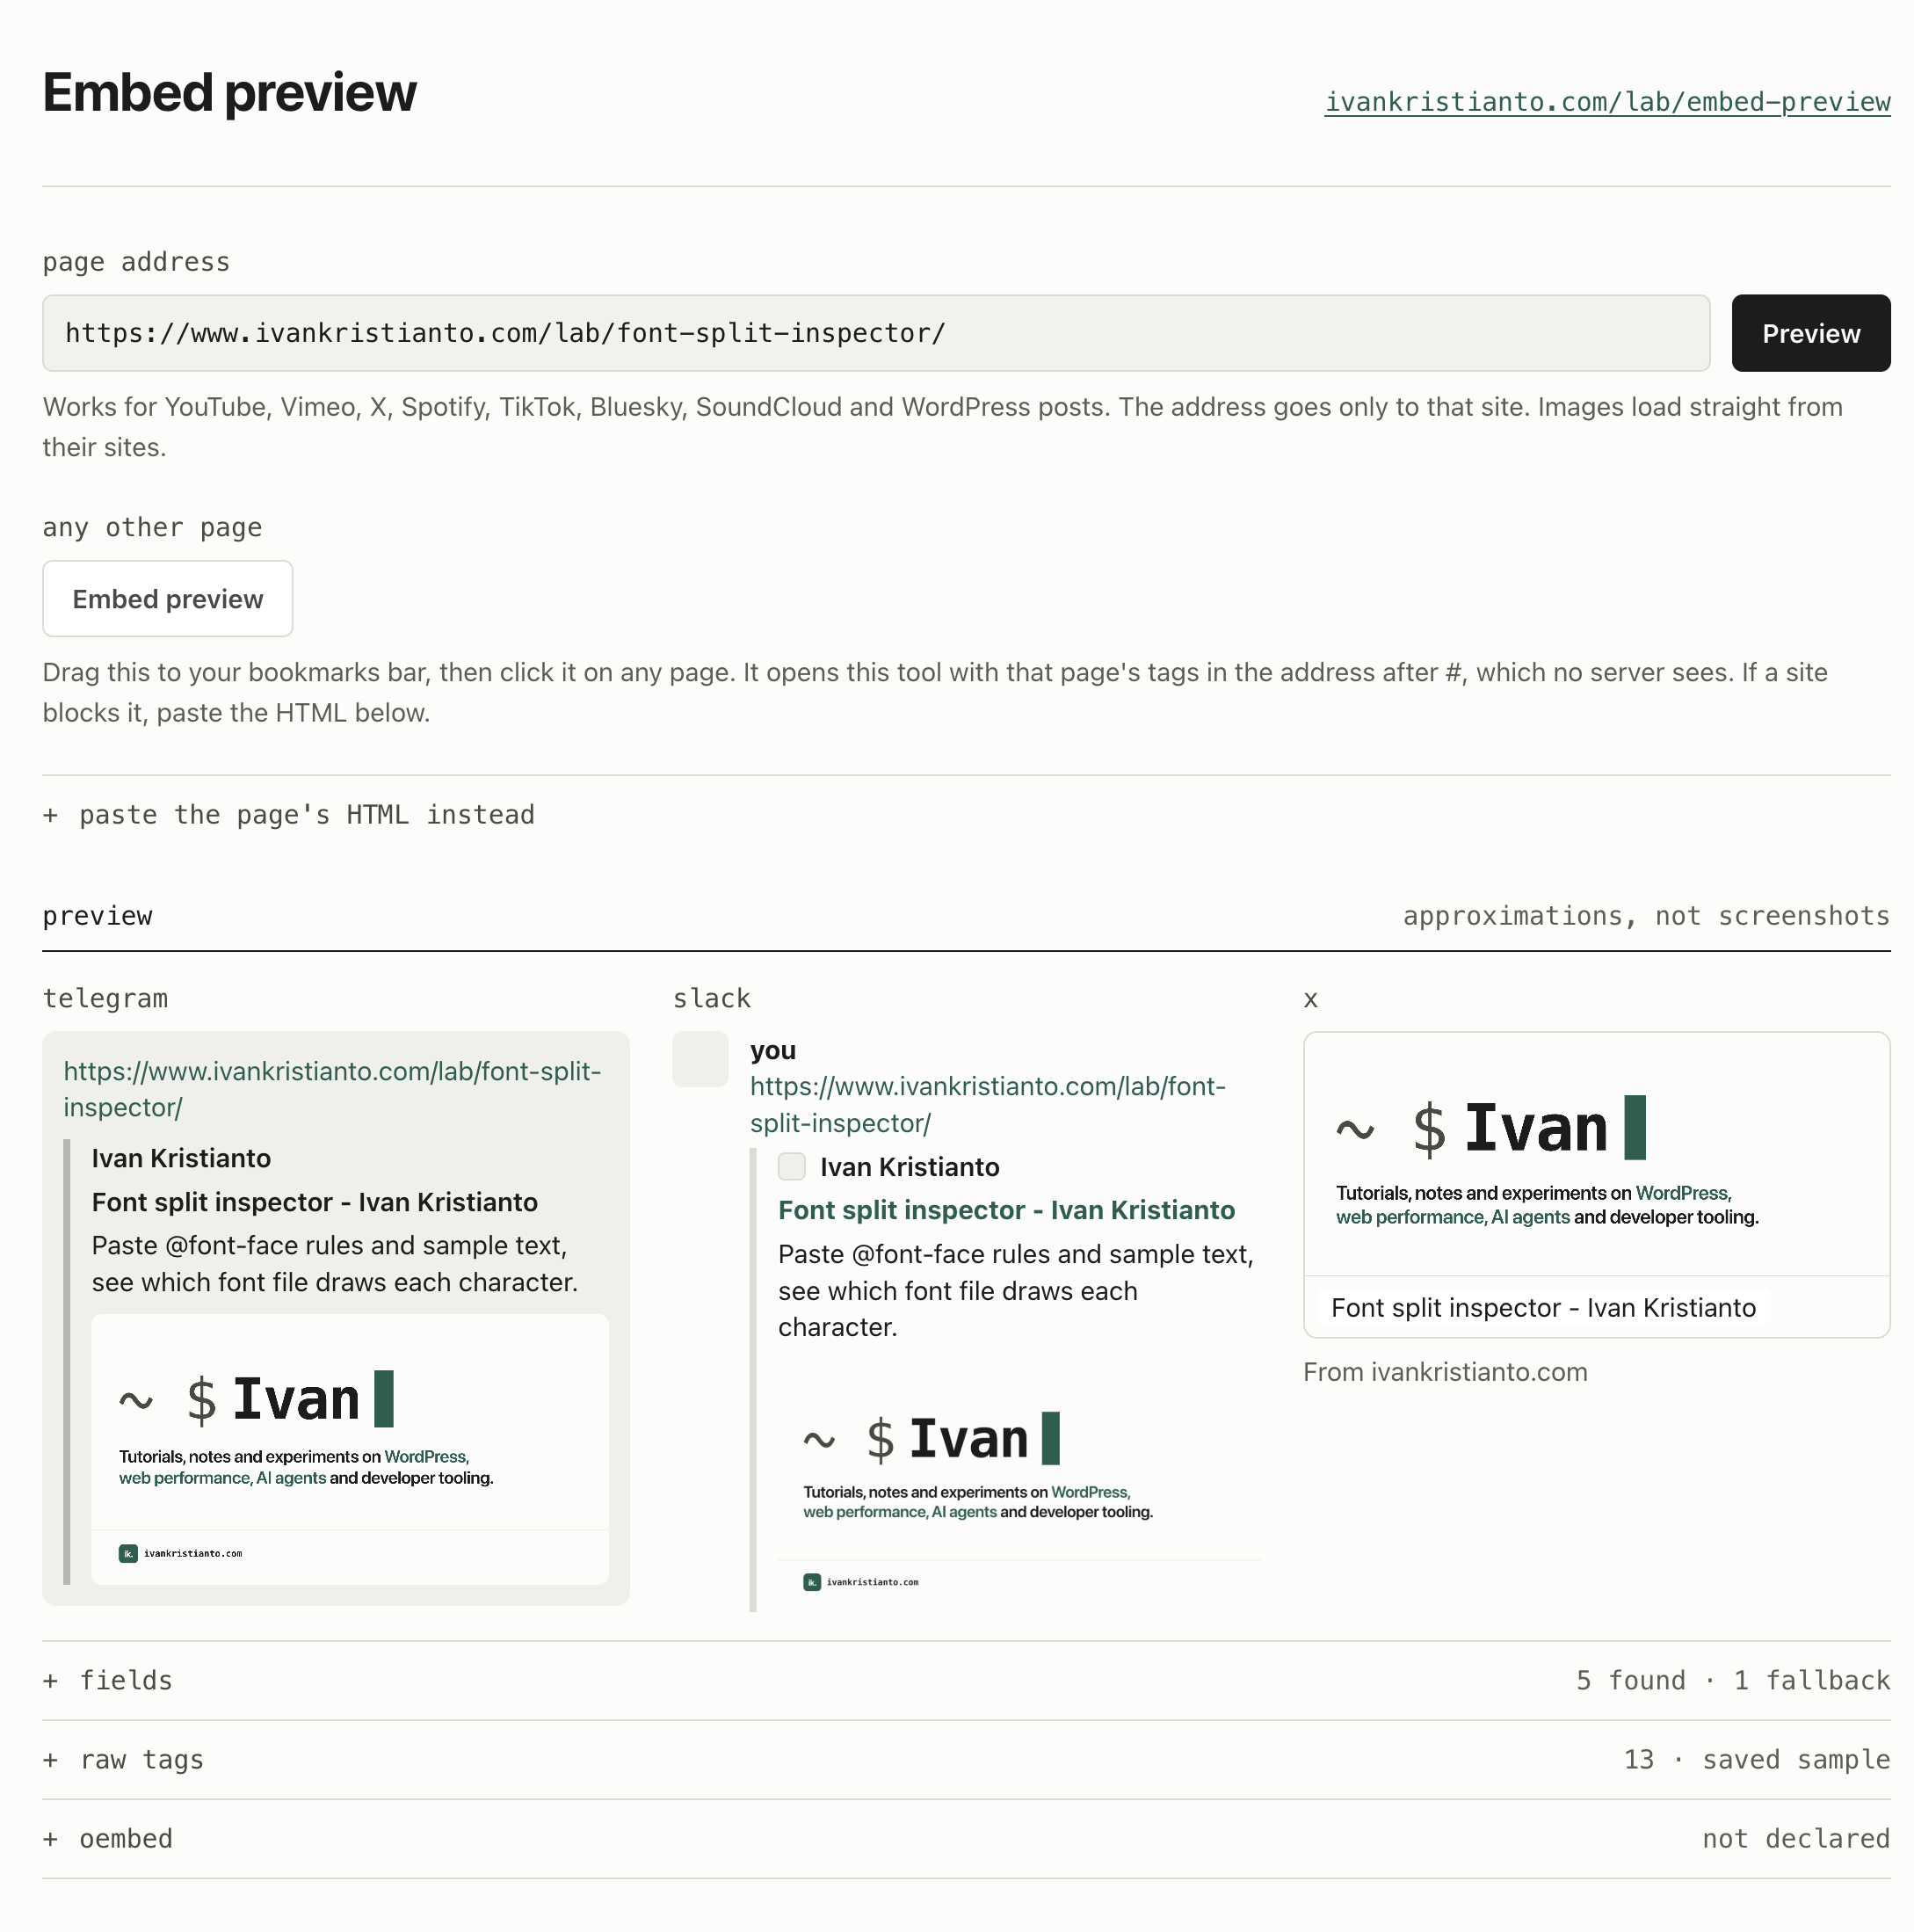 Embed preview
ivankristianto.com/lab/embed-preview
page address
https://www.ivankristianto.com/lab/font-split-inspector/
Preview
Works for YouTube, Vimeo, X, Spotify, TikTok, Bluesky, SoundCloud and WordPress posts. The address goes only to that site. Images load straight from
their sites.
any other page
Embed preview
Drag this to your bookmarks bar, then click it on any page. It opens this tool with that page's tags in the address after #, which no server sees. If a site
blocks it, paste the HTML below.
+ paste the page's HTML instead
preview
approximations, not screenshots
telegram
https://www.ivankristianto.com/lab/font-split-
inspector/
Ivan Kristianto
Font split inspector - Ivan Kristianto
Paste @font-face rules and sample text,
see which font file draws each character.
~ $ Ivan
Tutorials, notes and experiments on WordPress,
web performance, AI agents and developer tooling.
ik. ivankristianto.com
slack
you
https://www.ivankristianto.com/lab/font-
split-inspector/
Ivan Kristianto
Font split inspector - Ivan Kristianto
Paste @font-face rules and sample text,
see which font file draws each
character.
~ $ Ivan
Tutorials, notes and experiments on WordPress,
web performance, AI agents and developer tooling.
ik. ivankristianto.com
x
~ $ Ivan
Tutorials, notes and experiments on WordPress,
web performance, AI agents and developer tooling.
Font split inspector - Ivan Kristianto
From ivankristianto.com
+ fields
5 found · 1 fallback
+ raw tags
13 · saved sample
+ oembed
not declared